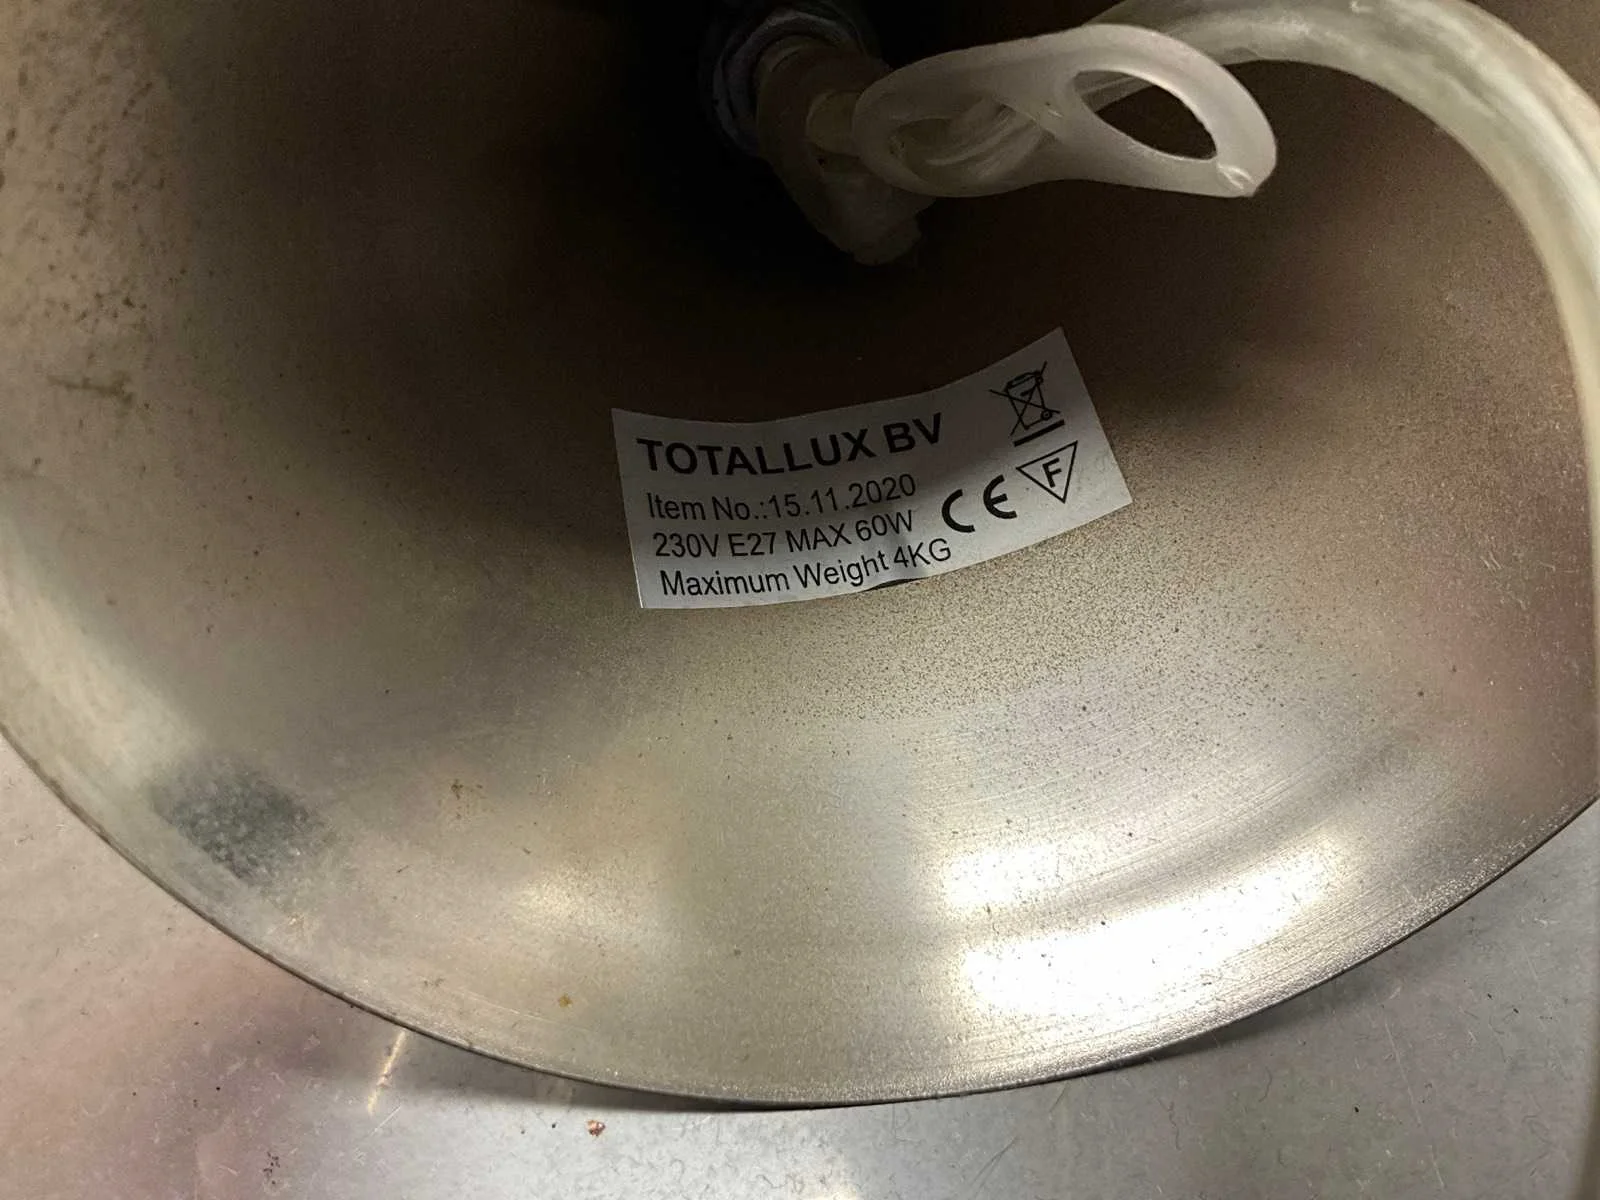 TOTALLUX BV
Item No.:15.11.2020
230V E27 MAX 60W
Maximum Weight 4KG
CE
F